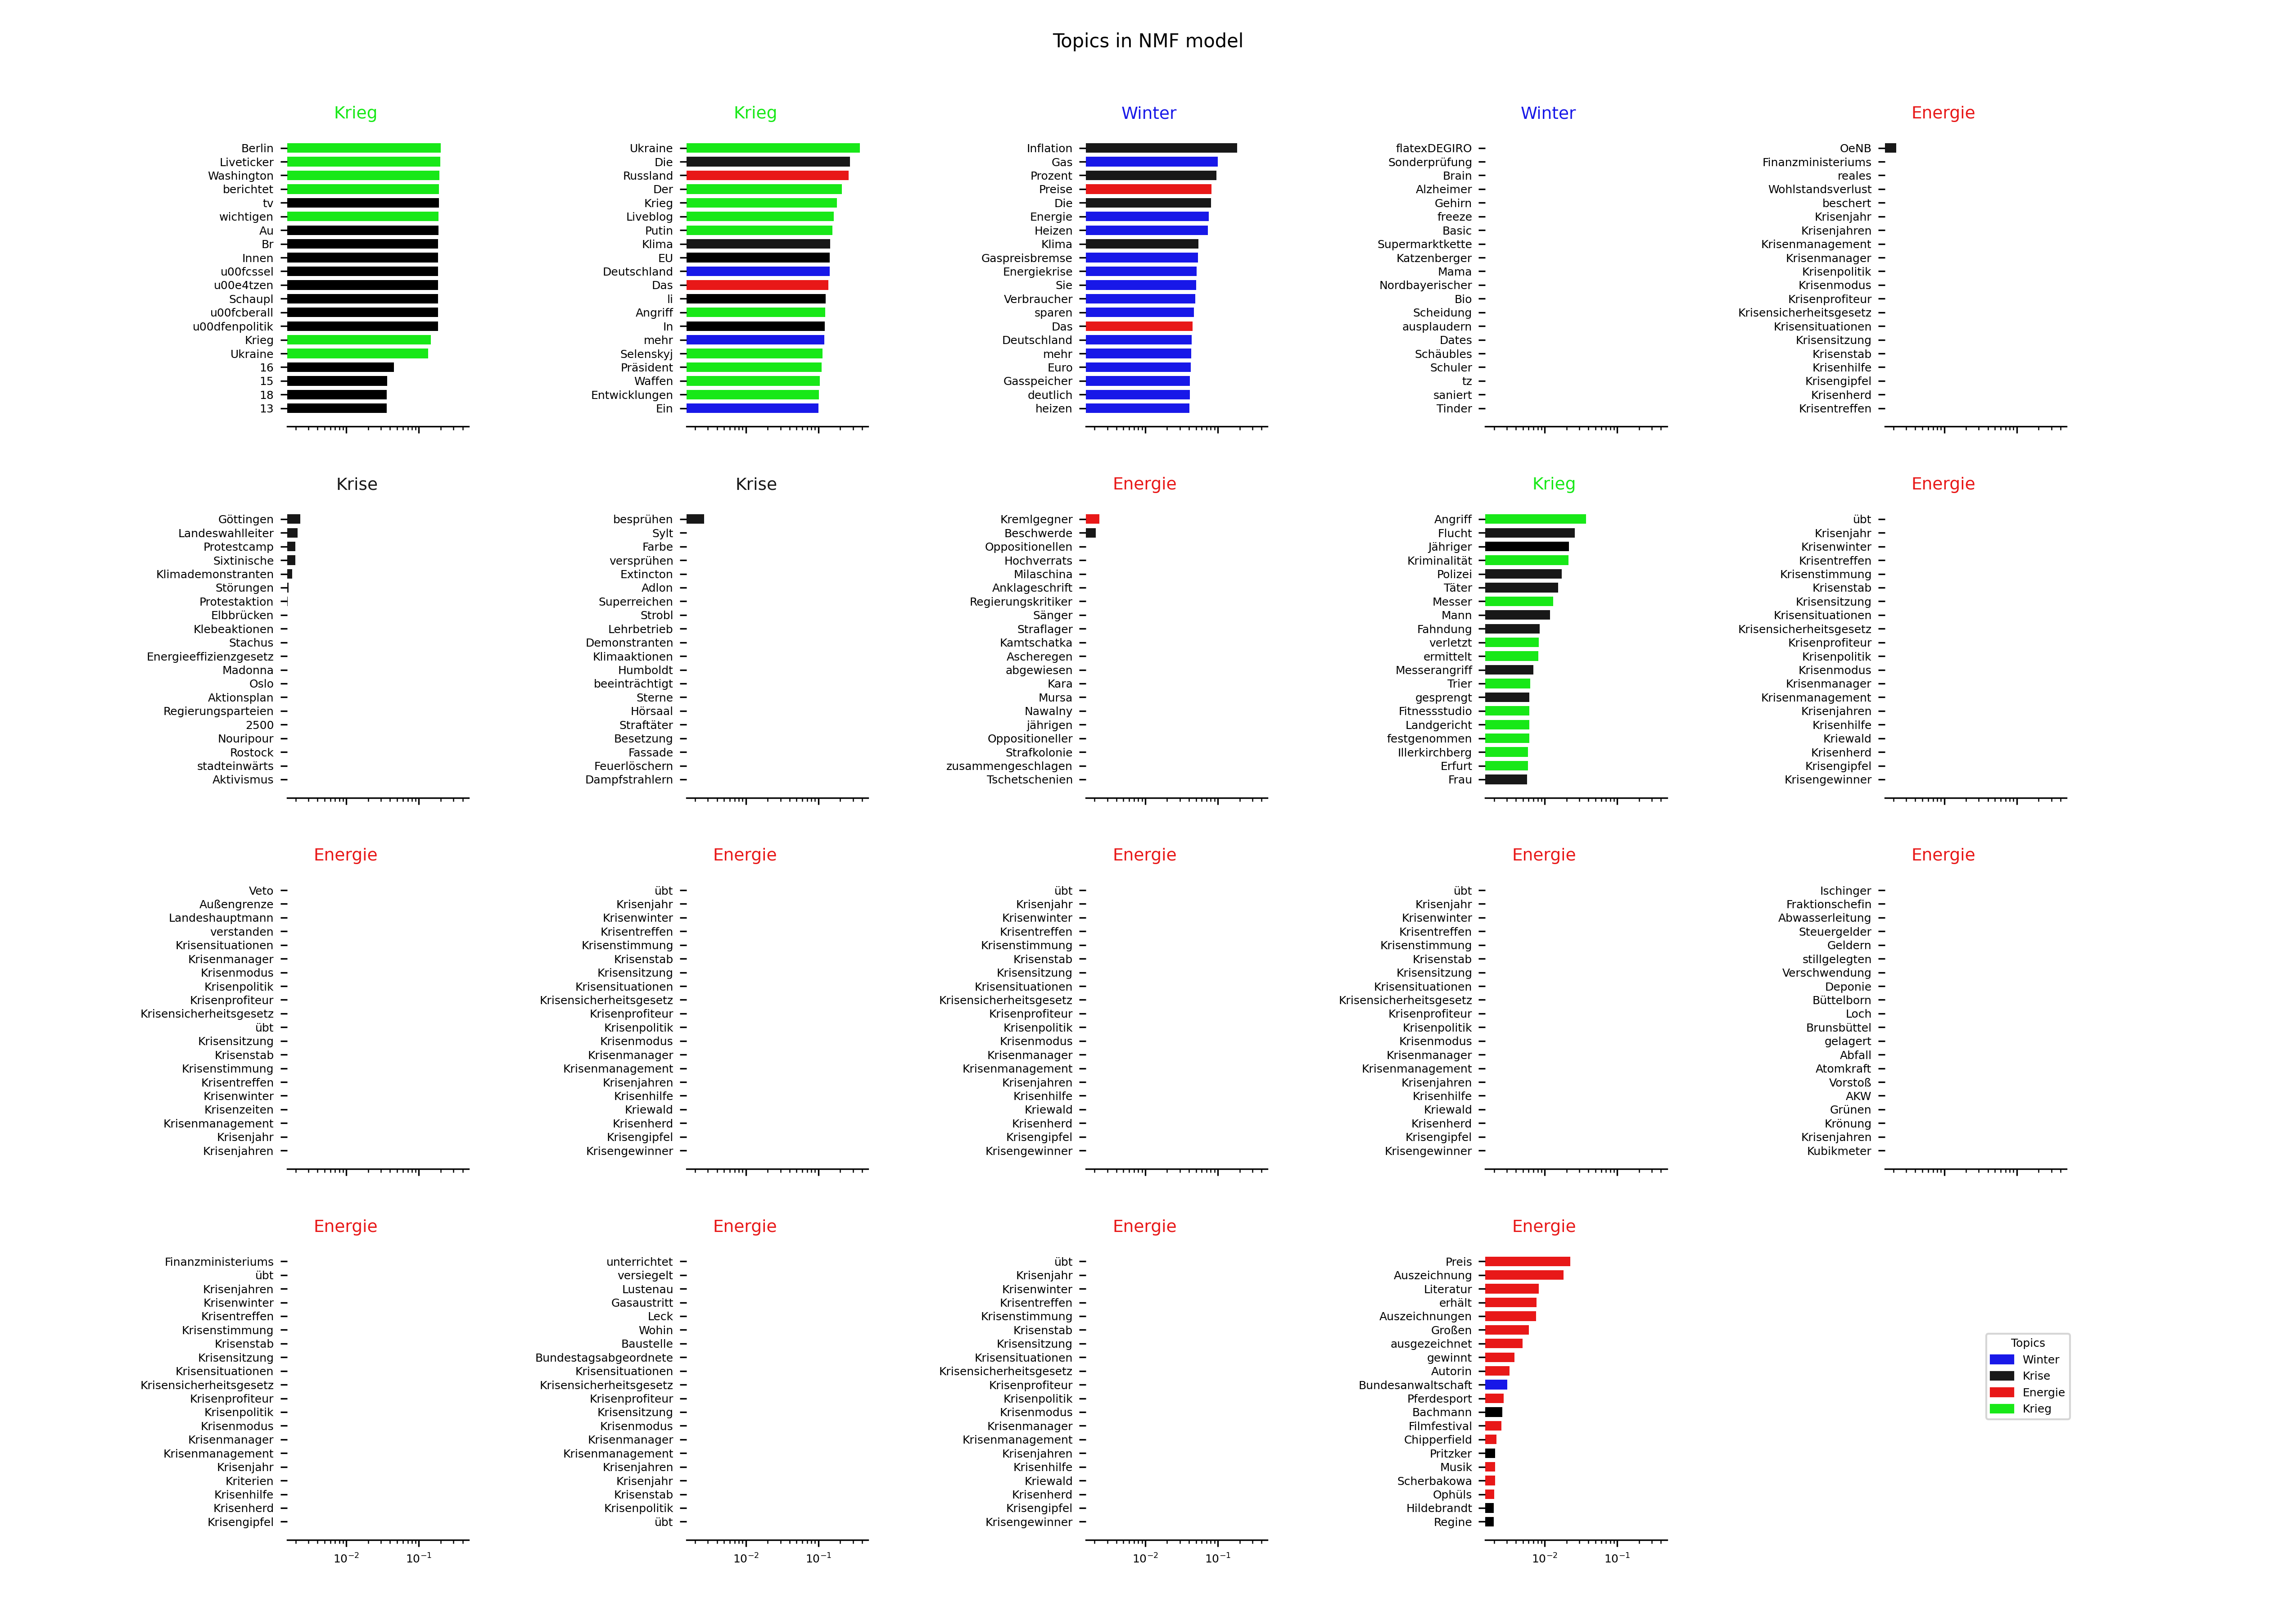 Topics in NMF model
Krieg
Berlin
Liveticker
Washington
berichtet
tv
wichtigen
Au
Br
Innen
u00fcssel
u00e4tzen
Schaupl
u00fcberall
u00dfenpolitik
Krieg
Ukraine
16
15
18
13
Krieg
Ukraine
Die
Russland
Der
Krieg
Liveblog
Putin
Klima
EU
Deutschland
Das
li
Angriff
In
mehr
Selenskyj
Präsident
Waffen
Entwicklungen
Ein
Winter
Inflation
Gas
Prozent
Preise
Die
Energie
Heizen
Klima
Gaspreisbremse
Energiekrise
Sie
Verbraucher
sparen
Das
Deutschland
mehr
Euro
Gasspeicher
deutlich
heizen
Winter
flatexDEGIRO
Sonderprüfung
Brain
Alzheimer
Gehirn
freeze
Basic
Supermarktkette
Katzenberger
Mama
Nordbayerischer
Bio
Scheidung
ausplaudern
Dates
Schäubles
Schuler
tz
saniert
Tinder
Energie
OeNB
Finanzministeriums
reales
Wohlstandsverlust
beschert
Krisenjahr
Krisenjahren
Krisenmanagement
Krisenmanager
Krisenpolitik
Krisenmodus
Krisenprofiteur
Krisensicherheitsgesetz
Krisensituationen
Krisensitzung
Krisenstab
Krisenhilfe
Krisengipfel
Krisenherd
Krisentreffen
Krise
Göttingen
Landeswahlleiter
Protestcamp
Sixtinische
Klimademonstranten
Störungen
Protestaktion
Elbbrücken
Klebeaktionen
Stachus
Energieeffizienzgesetz
Madonna
Oslo
Aktionsplan
Regierungsparteien
2500
Nouripour
Rostock
stadteinwärts
Aktivismus
Krise
besprühen
Sylt
Farbe
versprühen
Extincton
Adlon
Superreichen
Strobl
Lehrbetrieb
Demonstranten
Klimaaktionen
Humboldt
beeinträchtigt
Sterne
Hörsaal
Straftäter
Besetzung
Fassade
Feuerlöschern
Dampfstrahlern
Energie
Kremlgegner
Beschwerde
Oppositionellen
Hochverrats
Milaschina
Anklageschrift
Regierungskritiker
Sänger
Straflager
Kamtschatka
Ascheregen
abgewiesen
Kara
Mursa
Nawalny
jährigen
Oppositioneller
Strafkolonie
zusammengeschlagen
Tschetschenien
Krieg
Angriff
Flucht
Jähriger
Kriminalität
Polizei
Täter
Messer
Mann
Fahndung
verletzt
ermittelt
Messerangriff
Trier
gesprengt
Fitnessstudio
Landgericht
festgenommen
Illerkirchberg
Erfurt
Frau
Energie
übt
Krisenjahr
Krisenwinter
Krisentreffen
Krisenstimmung
Krisenstab
Krisensitzung
Krisensituationen
Krisensicherheitsgesetz
Krisenprofiteur
Krisenpolitik
Krisenmodus
Krisenmanager
Krisenmanagement
Krisenjahren
Krisenhilfe
Kriewald
Krisenherd
Krisengipfel
Krisengewinner
Energie
Veto
Außengrenze
Landeshauptmann
verstanden
Krisensituationen
Krisenmanager
Krisenmodus
Krisenpolitik
Krisenprofiteur
Krisensicherheitsgesetz
übt
Krisensitzung
Krisenstab
Krisenstimmung
Krisentreffen
Krisenwinter
Krisenzeiten
Krisenmanagement
Krisenjahr
Krisenjahren
Energie
übt
Krisenjahr
Krisenwinter
Krisentreffen
Krisenstimmung
Krisenstab
Krisensitzung
Krisensituationen
Krisensicherheitsgesetz
Krisenprofiteur
Krisenpolitik
Krisenmodus
Krisenmanager
Krisenmanagement
Krisenjahren
Krisenhilfe
Kriewald
Krisenherd
Krisengipfel
Krisengewinner
Energie
übt
Krisenjahr
Krisenwinter
Krisentreffen
Krisenstimmung
Krisenstab
Krisensitzung
Krisensituationen
Krisensicherheitsgesetz
Krisenprofiteur
Krisenpolitik
Krisenmodus
Krisenmanager
Krisenmanagement
Krisenjahren
Krisenhilfe
Kriewald
Krisenherd
Krisengipfel
Krisengewinner
Energie
übt
Krisenjahr
Krisenwinter
Krisentreffen
Krisenstimmung
Krisenstab
Krisensitzung
Krisensituationen
Krisensicherheitsgesetz
Krisenprofiteur
Krisenpolitik
Krisenmodus
Krisenmanager
Krisenmanagement
Krisenjahren
Krisenhilfe
Kriewald
Krisenherd
Krisengipfel
Krisengewinner
Energie
Ischinger
Fraktionschefin
Abwasserleitung
Steuergelder
Geldern
stillgelegten
Verschwendung
Deponie
Büttelborn
Loch
Brunsbüttel
gelagert
Abfall
Atomkraft
Vorstoß
AKW
Grünen
Krönung
Krisenjahren
Kubikmeter
Energie
Finanzministeriums
übt
Krisenjahren
Krisenwinter
Krisentreffen
Krisenstimmung
Krisenstab
Krisensitzung
Krisensituationen
Krisensicherheitsgesetz
Krisenprofiteur
Krisenpolitik
Krisenmodus
Krisenmanager
Krisenmanagement
Krisenjahr
Kriterien
Krisenhilfe
Krisenherd
Krisengipfel
10⁻² 10⁻¹
Energie
unterrichtet
versiegelt
Lustenau
Gasaustritt
Leck
Wohin
Baustelle
Bundestagsabgeordnete
Krisensituationen
Krisensicherheitsgesetz
Krisenprofiteur
Krisensitzung
Krisenmodus
Krisenmanager
Krisenmanagement
Krisenjahren
Krisenjahr
Krisenstab
Krisenpolitik
übt
10⁻² 10⁻¹
Energie
übt
Krisenjahr
Krisenwinter
Krisentreffen
Krisenstimmung
Krisenstab
Krisensitzung
Krisensituationen
Krisensicherheitsgesetz
Krisenprofiteur
Krisenpolitik
Krisenmodus
Krisenmanager
Krisenmanagement
Krisenjahren
Krisenhilfe
Kriewald
Krisenherd
Krisengipfel
Krisengewinner
10⁻² 10⁻¹
Energie
Preis
Auszeichnung
Literatur
erhält
Auszeichnungen
Großen
ausgezeichnet
gewinnt
Autorin
Bundesanwaltschaft
Pferdesport
Bachmann
Filmfestival
Chipperfield
Pritzker
Musik
Scherbakowa
Ophüls
Hildebrandt
Regine
10⁻² 10⁻¹
Topics
Winter
Krise
Energie
Krieg